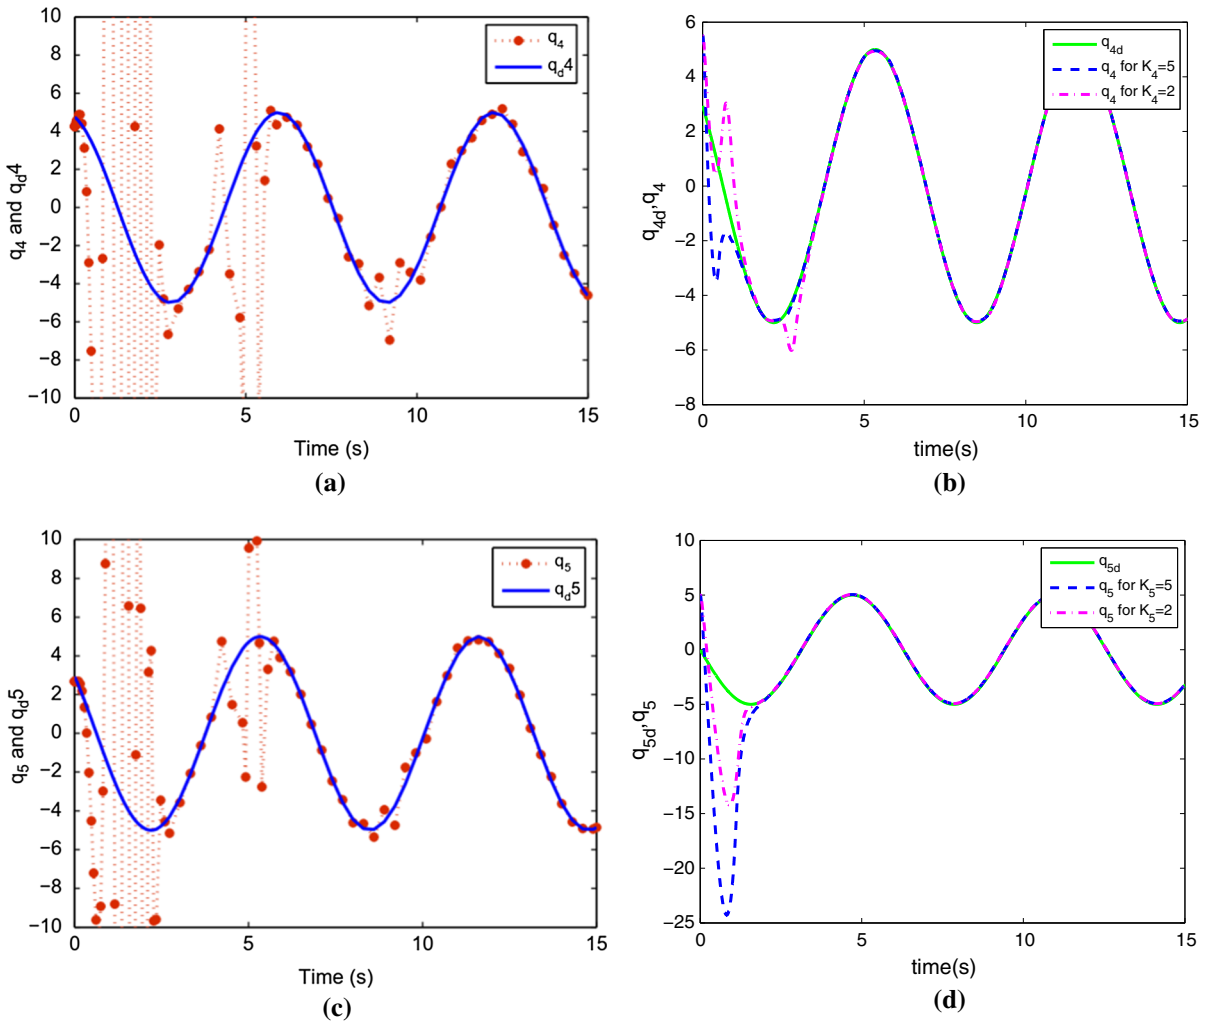 10
8
6
4
2
0
−2
−4
−6
−8
−10
q4 and qd4
q4
qd4
0 5 10 15
Time (s)
(a)
6
4
2
0
−2
−4
−6
−8
q4d,q4
q4d
q4 for K4=5
q4 for K4=2
0 5 10 15
time(s)
(b)
10
8
6
4
2
0
−2
−4
−6
−8
−10
q5 and qd5
q5
qd5
0 5 10 15
Time (s)
(c)
10
5
0
−5
−10
−15
−20
−25
q5d,q5
q5d
q5 for K5=5
q5 for K5=2
0 5 10 15
time(s)
(d)